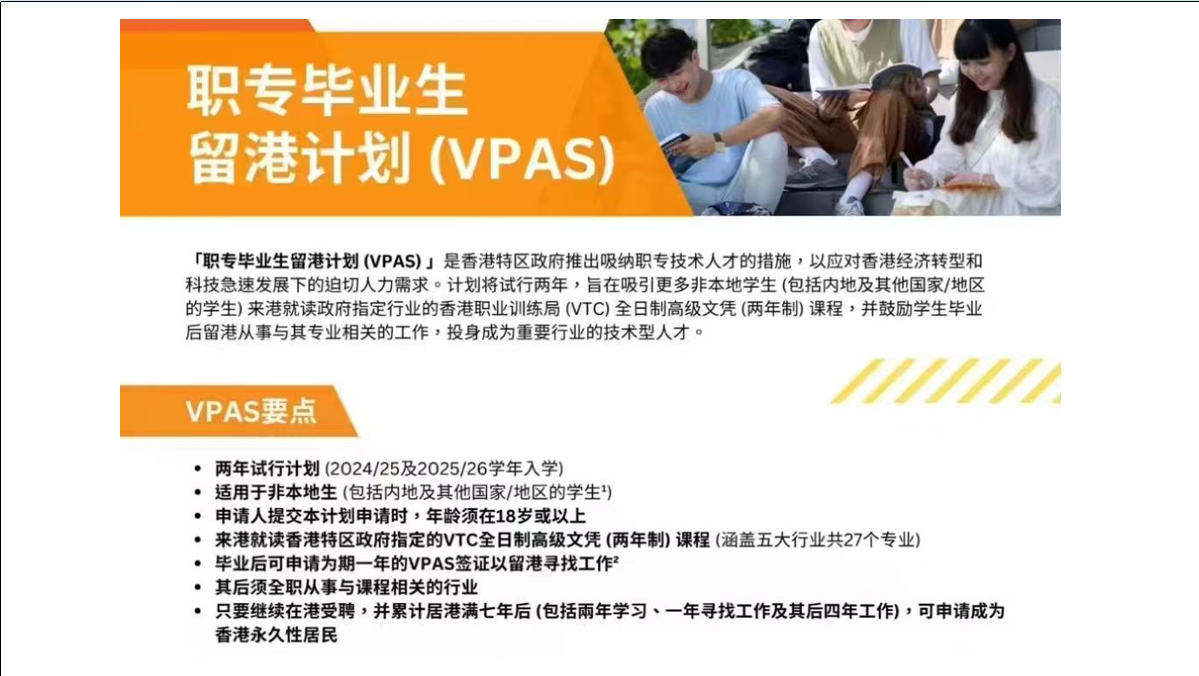 职专毕业生
留港计划 (VPAS)
「职专毕业生留港计划 (VPAS) 」是香港特区政府推出吸纳职专技术人才的措施，以应对香港经济转型和
科技急速发展下的迫切人力需求。计划将试行两年，旨在吸引更多非本地学生 (包括内地及其他国家/地区
的学生) 来港就读政府指定行业的香港职业训练局 (VTC) 全日制高级文凭 (两年制) 课程，并鼓励学生毕业
后留港从事与其专业相关的工作，投身成为重要行业的技术型人才。
VPAS要点
• 两年试行计划 (2024/25及2025/26学年入学)
• 适用于非本地生 (包括内地及其他国家/地区的学生¹)
• 申请人提交本计划申请时，年龄须在18岁或以上
• 来港就读香港特区政府指定的VTC全日制高级文凭 (两年制) 课程 (涵盖五大行业共27个专业)
• 毕业后可申请为期一年的VPAS签证以留港寻找工作²
• 其后须全职从事与课程相关的行业
• 只要继续在港受聘，并累计居港满七年后 (包括兩年学习、一年寻找工作及其后四年工作)，可申请成为
香港永久性居民